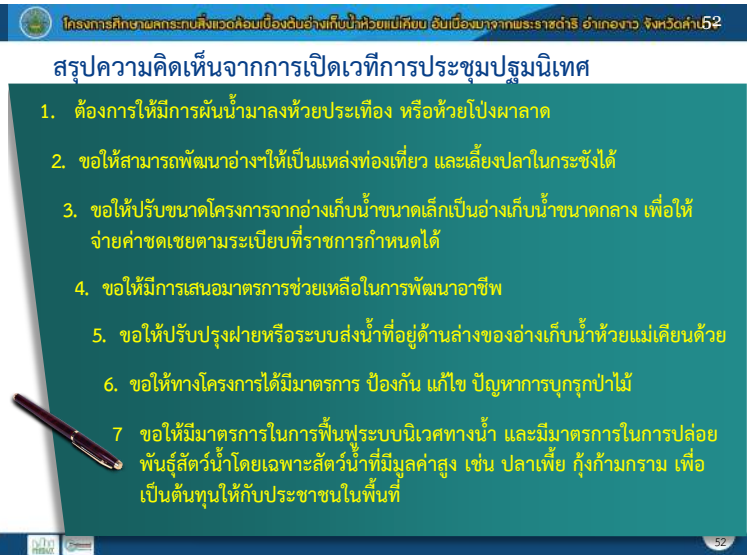 โครงการศึกษาผลกระทบสิ่งแวดล้อมเบื้องต้นอ่างเก็บน้ำห้วยแม่เคียน อันเนื่องมาจากพระราชดำริ อำเภองาว จังหวัดลำปาง 52
สรุปความคิดเห็นจากการเปิดเวทีการประชุมปฐมนิเทศ
1. ต้องการให้มีการผันน้ำมาลงห้วยประเทือง หรือห้วยโป่งผาลาด
2. ขอให้สามารถพัฒนาอ่างฯให้เป็นแหล่งท่องเที่ยว และเลี้ยงปลาในกระชังได้
3. ขอให้ปรับขนาดโครงการจากอ่างเก็บน้ำขนาดเล็กเป็นอ่างเก็บน้ำขนาดกลาง เพื่อให้
จ่ายค่าชดเชยตามระเบียบที่ราชการกำหนดได้
4. ขอให้มีการเสนอมาตรการช่วยเหลือในการพัฒนาอาชีพ
5. ขอให้ปรับปรุงฝายหรือระบบส่งน้ำที่อยู่ด้านล่างของอ่างเก็บน้ำห้วยแม่เคียนด้วย
6. ขอให้ทางโครงการได้มีมาตรการ ป้องกัน แก้ไข ปัญหาการบุกรุกป่าไม้
7 ขอให้มีมาตรการในการฟื้นฟูระบบนิเวศทางน้ำ และมีมาตรการในการปล่อย
พันธุ์สัตว์น้ำโดยเฉพาะสัตว์น้ำที่มีมูลค่าสูง เช่น ปลาเพี้ย กุ้งก้ามกราม เพื่อ
เป็นต้นทุนให้กับประชาชนในพื้นที่
52